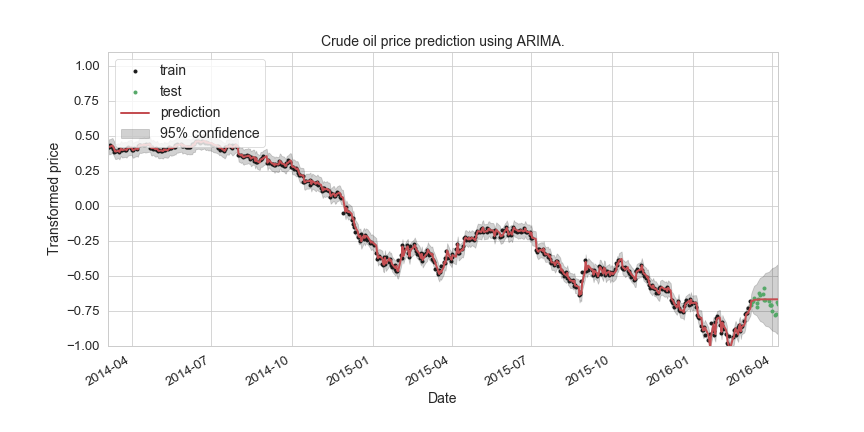 Crude oil price prediction using ARIMA.
1.00
0.75
0.50
0.25
0.00
−0.25
−0.50
−0.75
−1.00
Transformed price
train
test
prediction
95% confidence
2014-04
2014-07
2014-10
2015-01
2015-04
2015-07
2015-10
2016-01
2016-04
Date